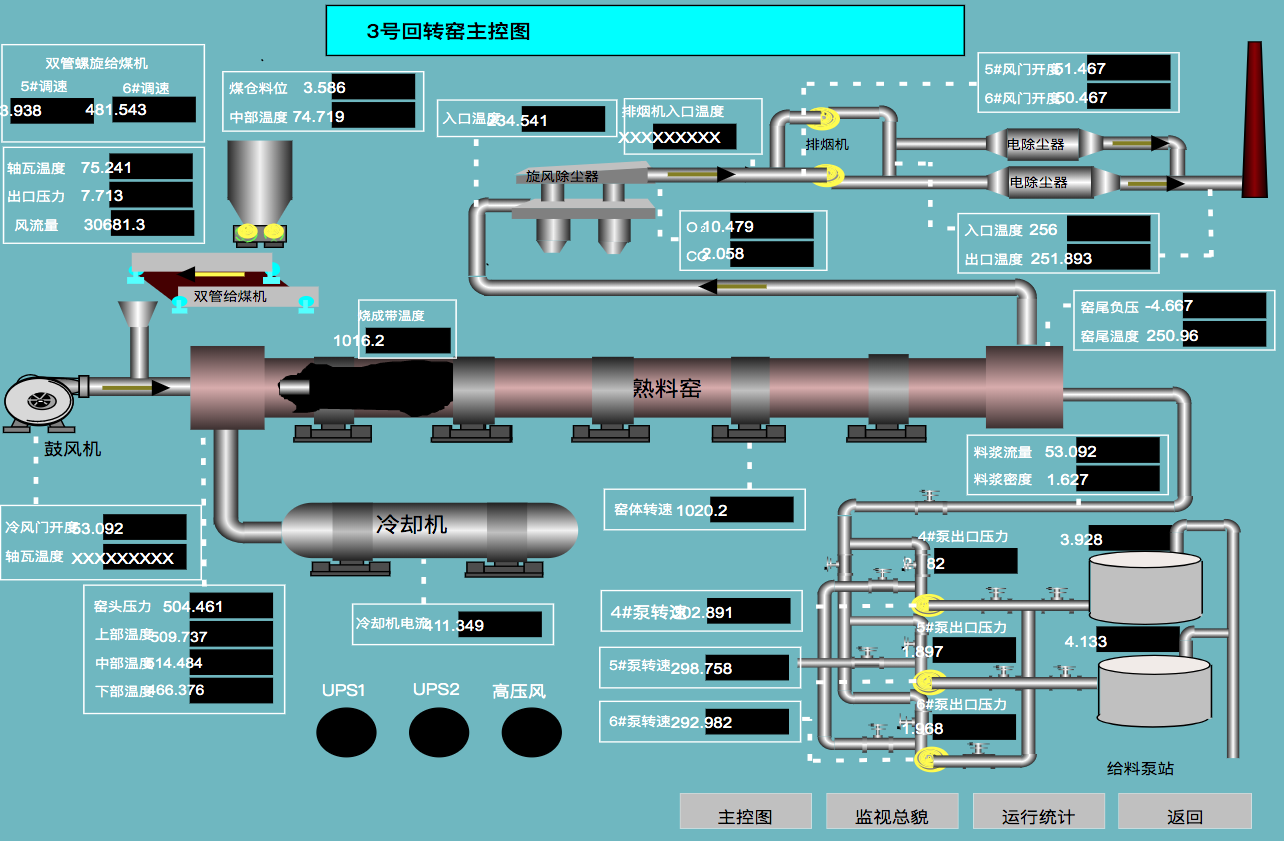 3号回转窑主控图
双管螺旋给煤机
5#调速
6#调速
3.938
481.543
煤仓料位 3.586
中部温度 74.719
入口温度 234.541
排烟机入口温度
XXXXXXXXX
5#风门开度 51.467
6#风门开度 50.467
排烟机
电除尘器
电除尘器
轴瓦温度 75.241
出口压力 7.713
风流量 30681.3
旋风除尘器
O2 10.479
CO 2.058
入口温度 256
出口温度 251.893
双管给煤机
烧成带温度
1016.2
窑尾负压 -4.667
窑尾温度 250.96
熟料窑
鼓风机
料浆流量 53.092
料浆密度 1.627
冷风门开度 53.092
轴瓦温度 XXXXXXXXX
冷却机
窑体转速 1020.2
4#泵出口压力
82
3.928
窑头压力 504.461
上部温度 509.737
中部温度 514.484
下部温度 466.376
冷却机电流 411.349
4#泵转速 302.891
5#泵出口压力
1.897
4.133
5#泵转速 298.758
6#泵转速 292.982
6#泵出口压力
1.968
UPS1
UPS2
高压风
给料泵站
主控图
监视总貌
运行统计
返回